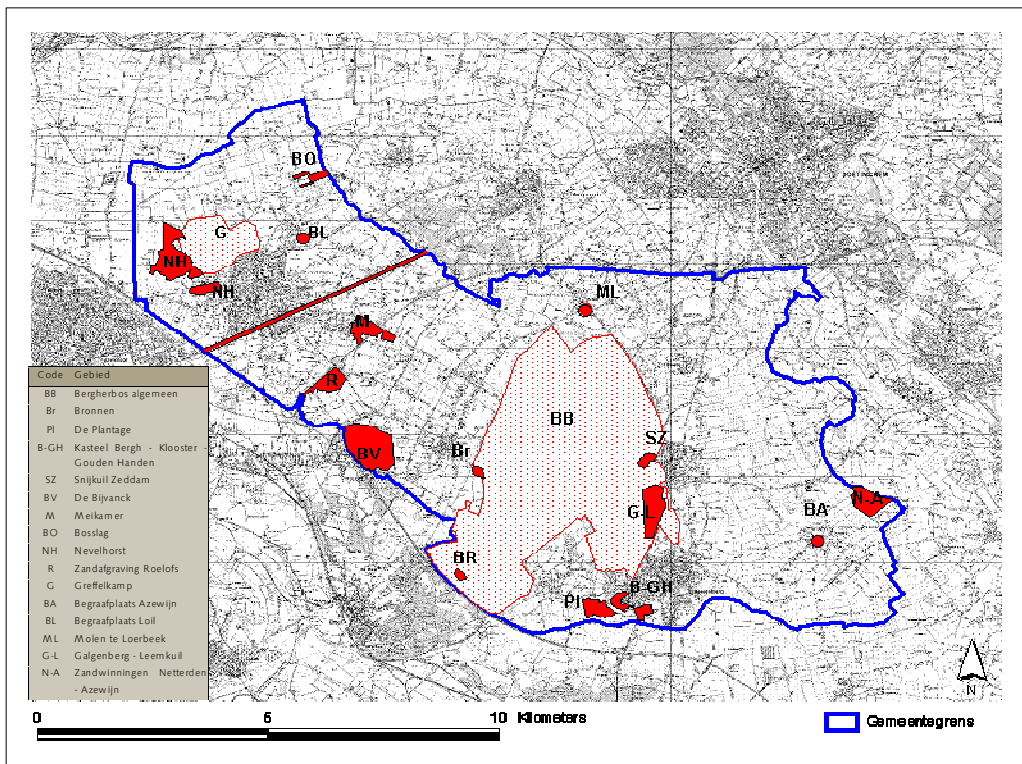 BO
G
BL
NH
NH
ML
M
R
BB
BV
Br
SZ
G-L
BA
N-A
BR
Pl
B-GH
Code Gebied
BB Bergherbos algemeen
Br Bronnen
Pl De Plantage
B-GH Kasteel Bergh - Klooster -
Gouden Handen
SZ Snijkuil Zeddam
BV De Bijvanck
M Meikamer
BO Bosslag
NH Nevelhorst
R Zandafgraving Roelofs
G Greffelkamp
BA Begraafplaats Azewijn
BL Begraafplaats Loil
ML Molen te Loerbeek
G-L Galgenberg - Leemkuil
N-A Zandwinningen Netterden
- Azewijn
N
0 5 10 Kilometers
Gemeentegrens